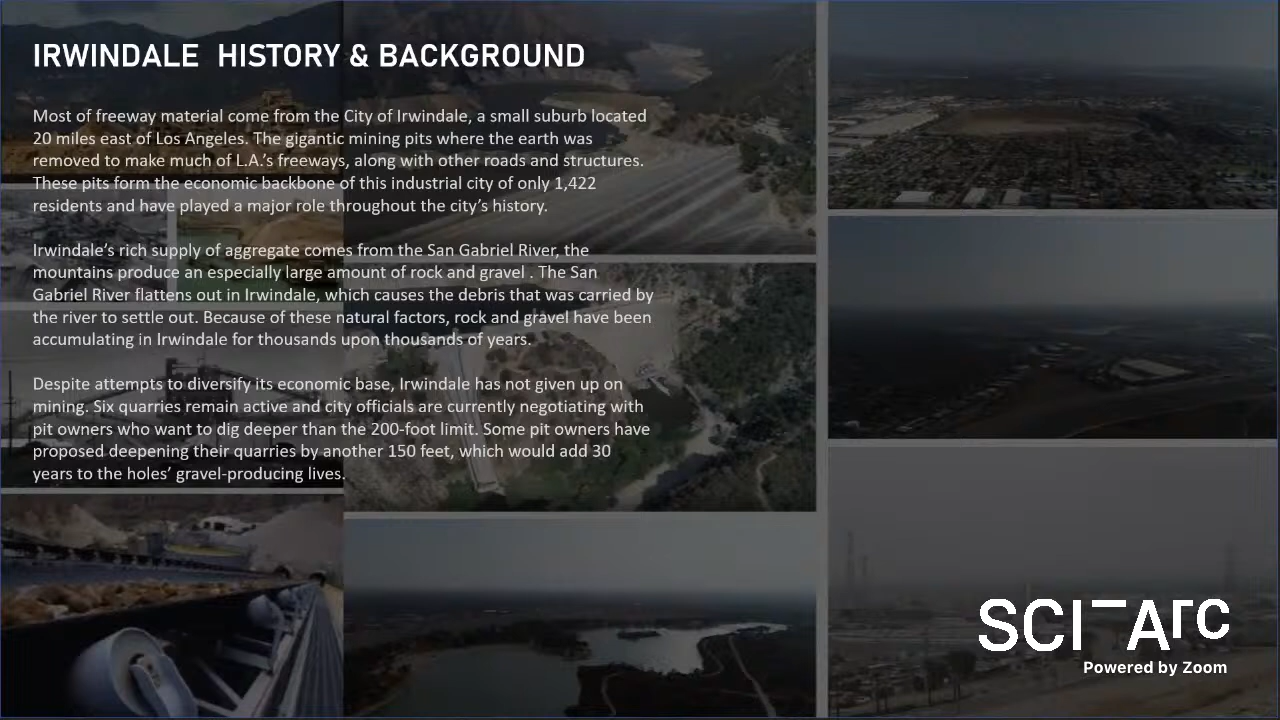 IRWINDALE HISTORY & BACKGROUND
Most of freeway material come from the City of Irwindale, a small suburb located
20 miles east of Los Angeles. The gigantic mining pits where the earth was
removed to make much of L.A.’s freeways, along with other roads and structures.
These pits form the economic backbone of this industrial city of only 1,422
residents and have played a major role throughout the city’s history.
Irwindale’s rich supply of aggregate comes from the San Gabriel River, the
mountains produce an especially large amount of rock and gravel . The San
Gabriel River flattens out in Irwindale, which causes the debris that was carried by
the river to settle out. Because of these natural factors, rock and gravel have been
accumulating in Irwindale for thousands upon thousands of years.
Despite attempts to diversify its economic base, Irwindale has not given up on
mining. Six quarries remain active and city officials are currently negotiating with
pit owners who want to dig deeper than the 200-foot limit. Some pit owners have
proposed deepening their quarries by another 150 feet, which would add 30
years to the holes’ gravel-producing lives.
SCI-Arc
Powered by Zoom